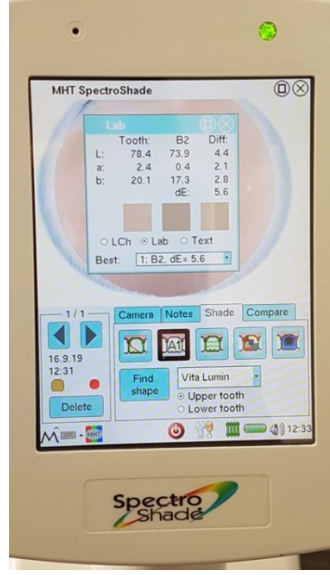 MHT SpectroShade
Lab
Tooth: B2 Diff:
L: 78.4 73.9 4.4
a: 2.4 0.4 2.1
b: 20.1 17.3 2.8
dE: 5.6
LCh Lab Text
Best: 1: B2, dE= 5.6
1 / 1
Camera Notes Shade Compare
A1
16.9.19
12:31
Find
shape
Vita Lumin
Upper tooth
Lower tooth
Delete
MHT
12:33
Spectro
Shade